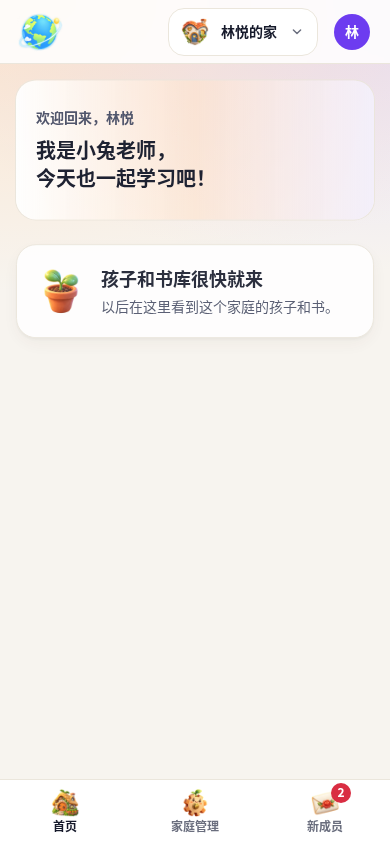 林悦的家
林
欢迎回来，林悦
我是小兔老师，
今天也一起学习吧！
孩子和书库很快就来
以后在这里看到这个家庭的孩子和书。
首页
家庭管理
2
新成员